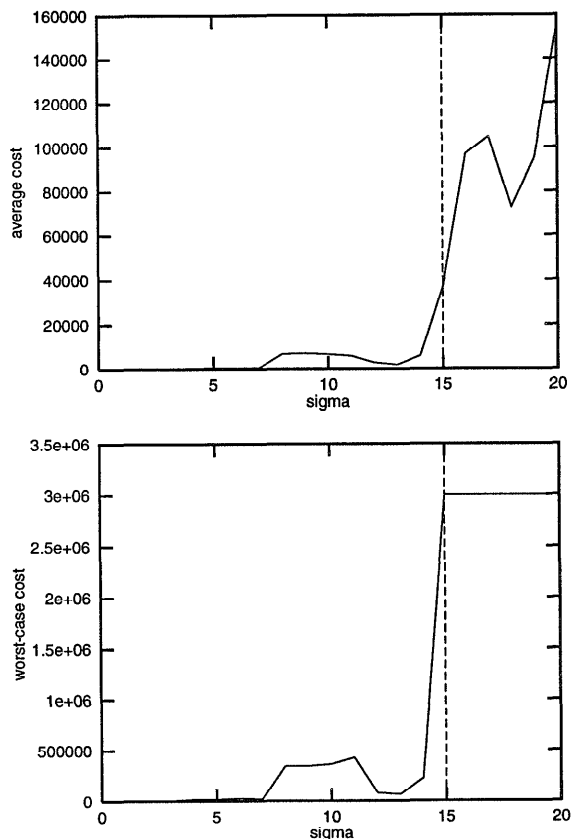 160000
140000
120000
100000
80000
60000
40000
20000
0
average cost
0 5 10 15 20
sigma
3.5e+06
3e+06
2.5e+06
2e+06
1.5e+06
1e+06
500000
0
worst-case cost
0 5 10 15 20
sigma